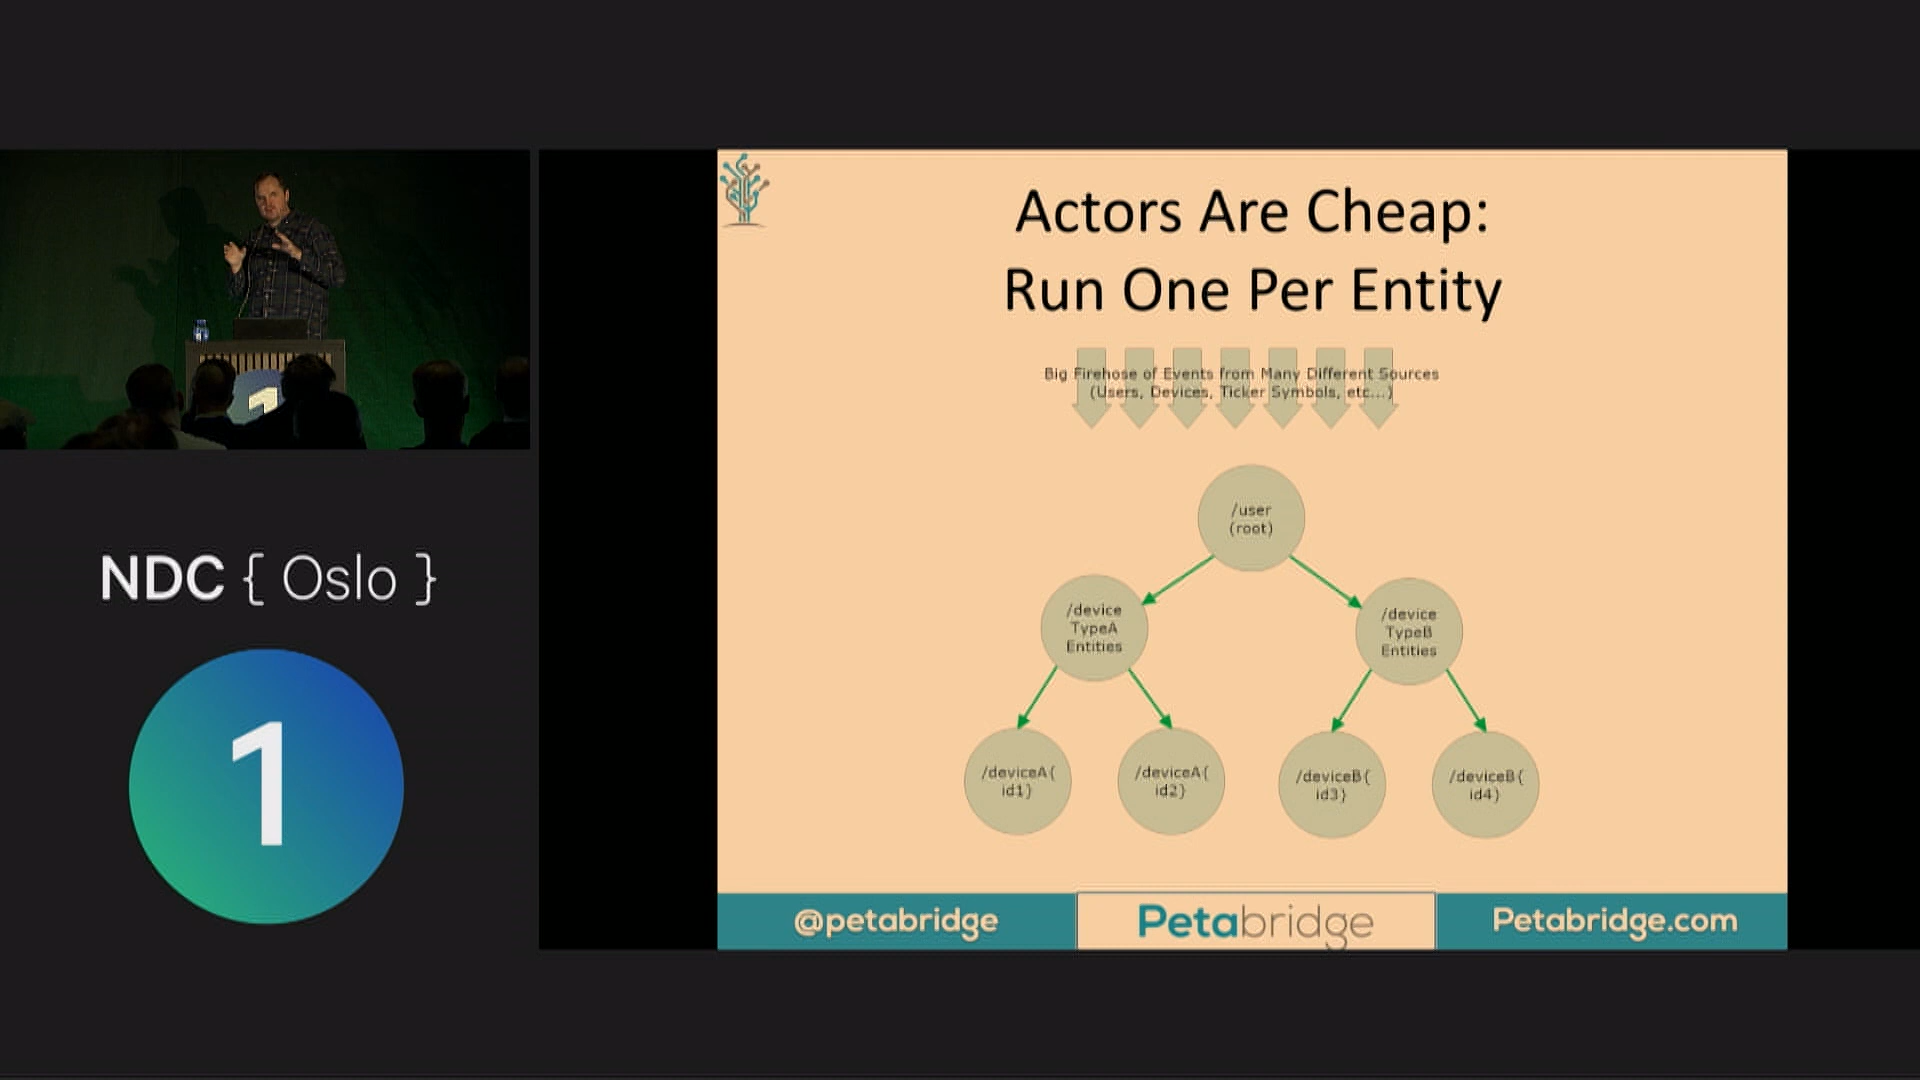 Actors Are Cheap:
Run One Per Entity
Big Firehose of Events from Many Different Sources
(Users, Devices, Ticker Symbols, etc...)
/user
(root)
/device
TypeA
Entities
/device
TypeB
Entities
/deviceA{
id1}
/deviceA{
id2}
/deviceB{
id3}
/deviceB{
id4}
@petabridge
Petabridge
Petabridge.com
1
NDC { Oslo }
1